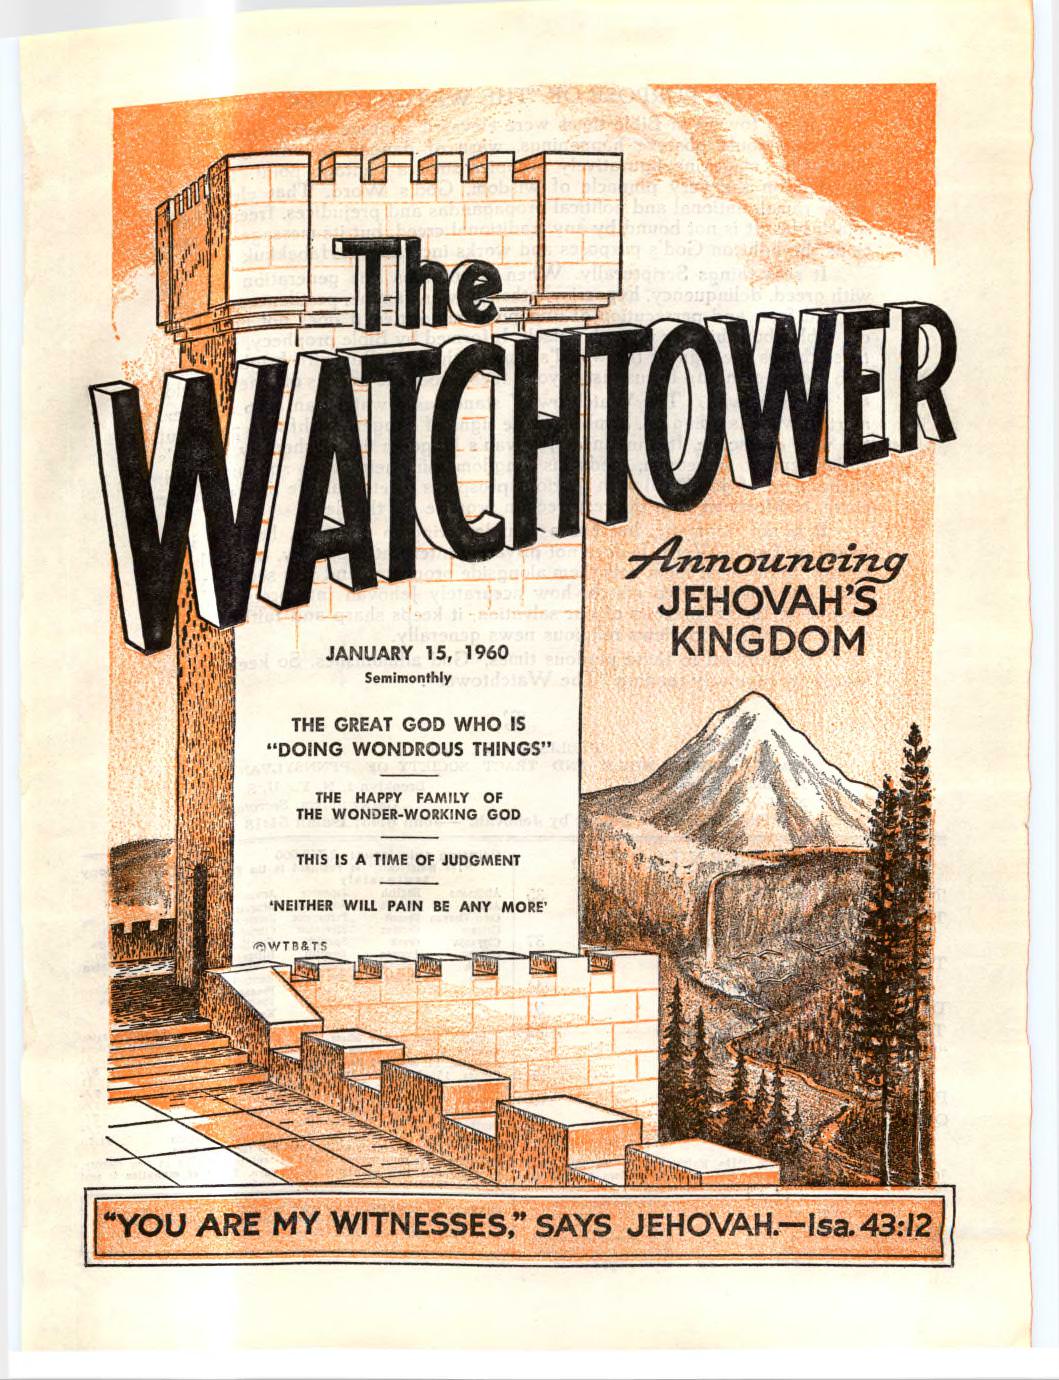 The
WATCHTOWER
Announcing
JEHOVAH'S
KINGDOM
JANUARY 15, 1960
Semimonthly
THE GREAT GOD WHO IS
“DOING WONDROUS THINGS”
THE HAPPY FAMILY OF
THE WONDER-WORKING GOD
THIS IS A TIME OF JUDGMENT
‘NEITHER WILL PAIN BE ANY MORE’
©WTB&TS
“YOU ARE MY WITNESSES,” SAYS JEHOVAH.—Isa. 43:12